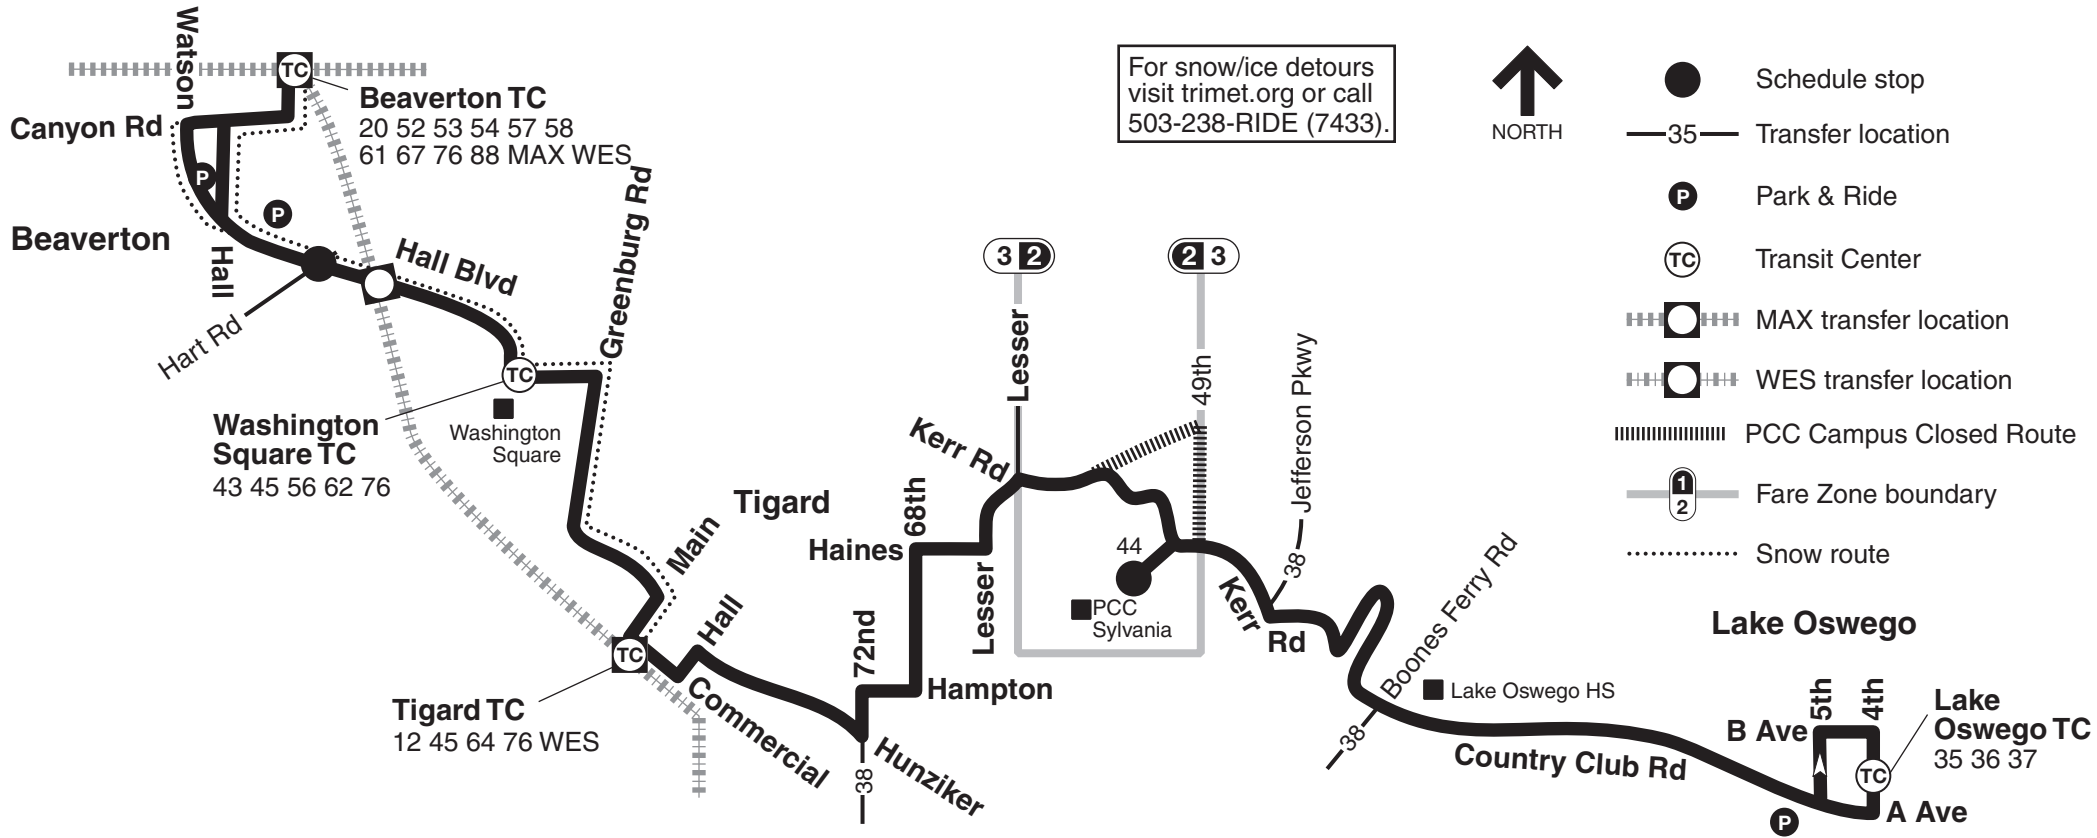 Watson
TC
Beaverton TC
20 52 53 54 57 58
61 67 76 88 MAX WES
Canyon Rd
P
P
Beaverton
Hall
Hart Rd
Hall Blvd
Greenburg Rd
TC
Washington
Square TC
43 45 56 62 76
Washington
Square
Main
Tigard
TC
Tigard TC
12 45 64 76 WES
Hall
Commercial
Hunziker
38
72nd
Hampton
68th
Haines
Lesser
Kerr Rd
Lesser
3 2
2 3
49th
44
PCC
Sylvania
Kerr
Rd
38
Jefferson Pkwy
Boones Ferry Rd
38
Lake Oswego HS
Country Club Rd
Lake Oswego
B Ave
5th
4th
TC
Lake
Oswego TC
35 36 37
A Ave
P
For snow/ice detours
visit trimet.org or call
503-238-RIDE (7433).
NORTH
Schedule stop
35
Transfer location
P
Park & Ride
TC
Transit Center
MAX transfer location
WES transfer location
PCC Campus Closed Route
1
2
Fare Zone boundary
Snow route